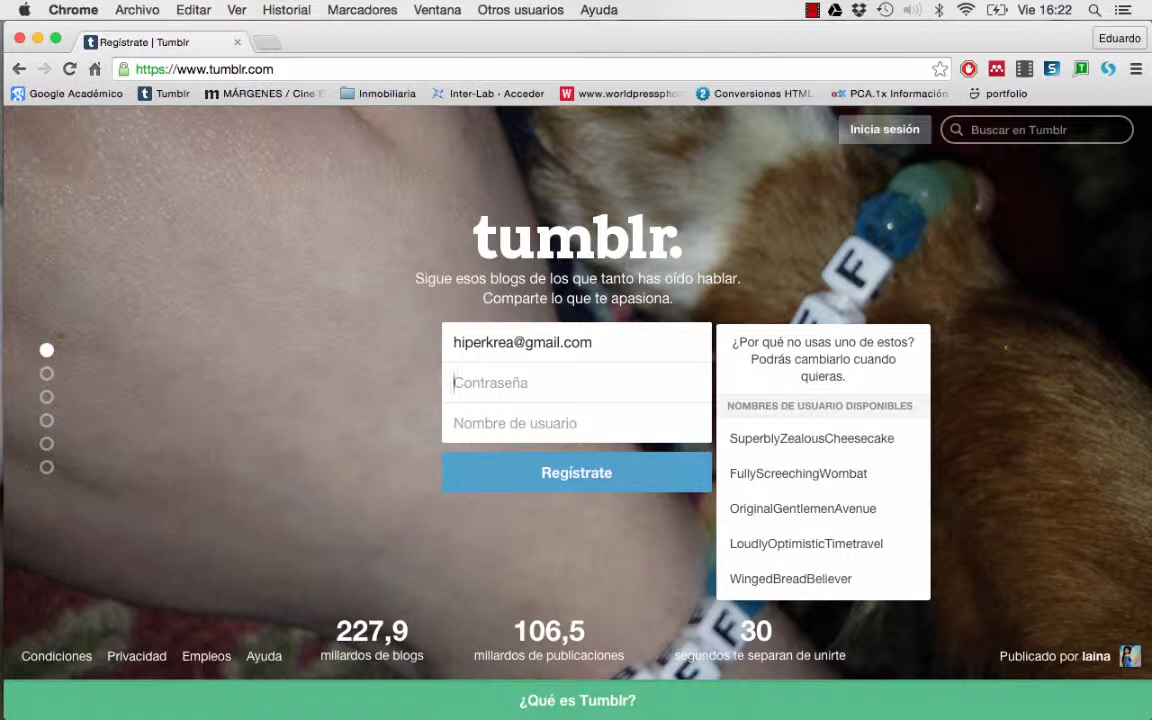 Chrome Archivo Editar Ver Historial Marcadores Ventana Otros usuarios Ayuda Vie 16:22
Regístrate | Tumblr Eduardo
https://www.tumblr.com
Google Académico Tumblr MÁRGENES / Cine E Inmobiliaria Inter-Lab › Acceder www.worldpresspho Conversiones HTML PCA.1x Información portfolio
Inicia sesión Buscar en Tumblr
tumblr.
Sigue esos blogs de los que tanto has oído hablar.
Comparte lo que te apasiona.
hiperkrea@gmail.com
Contraseña
Nombre de usuario
Regístrate
¿Por qué no usas uno de estos?
Podrás cambiarlo cuando
quieras.
NOMBRES DE USUARIO DISPONIBLES
SuperblyZealousCheesecake
FullyScreechingWombat
OriginalGentlemenAvenue
LoudlyOptimisticTimetravel
WingedBreadBeliever
F
227,9 106,5 30
millardos de blogs millardos de publicaciones segundos te separan de unirte
Condiciones Privacidad Empleos Ayuda Publicado por laina
¿Qué es Tumblr?